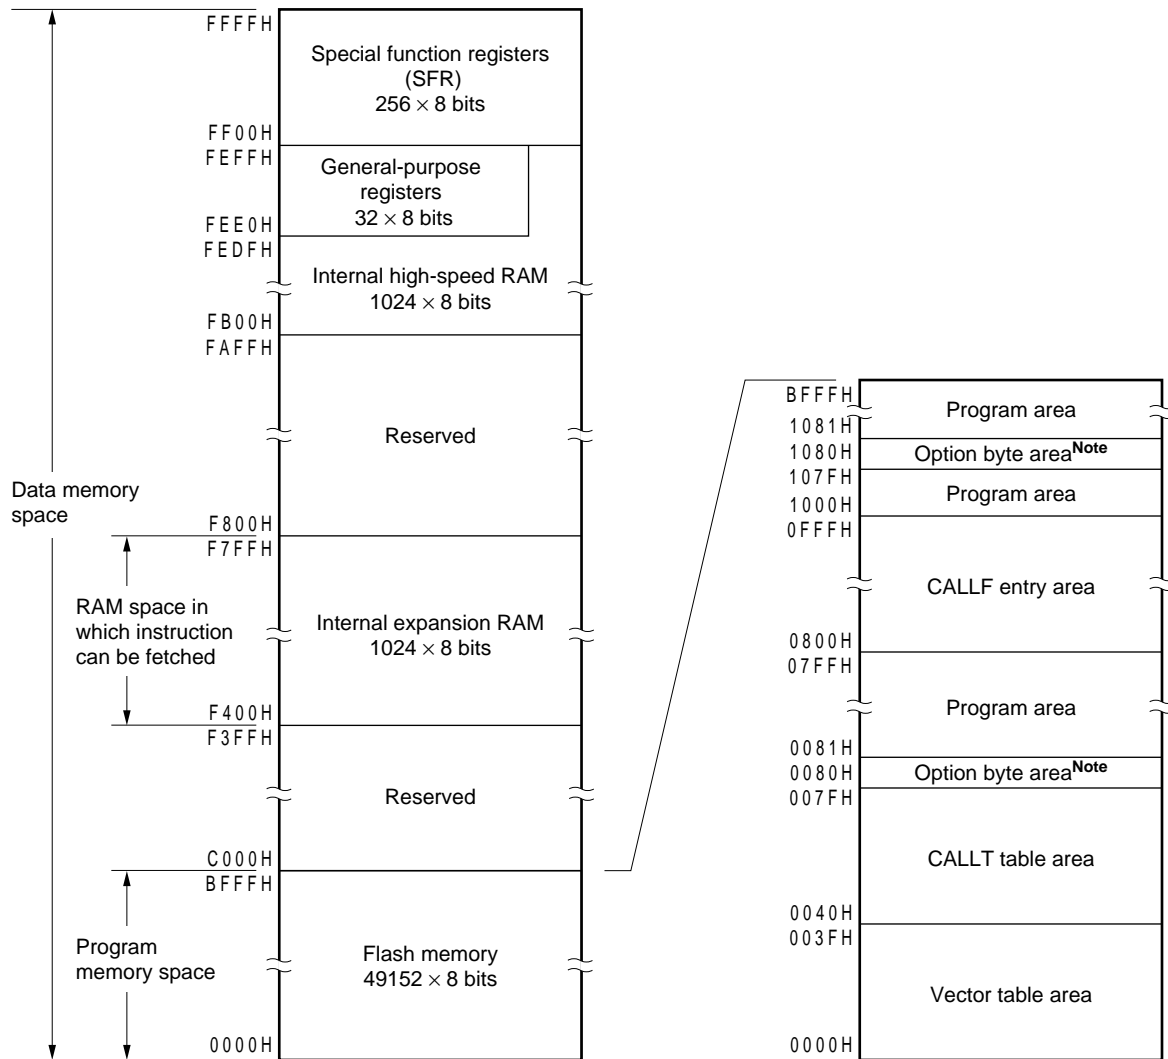 FFFFH
Special function registers
(SFR)
256 × 8 bits
FF00H
FEFFH
General-purpose
registers
32 × 8 bits
FEE0H
FEDFH
Internal high-speed RAM
1024 × 8 bits
FB00H
FAFFH
Reserved
Data memory
space
F800H
F7FFH
RAM space in
which instruction
can be fetched
Internal expansion RAM
1024 × 8 bits
F400H
F3FFH
Reserved
C000H
BFFFH
Program
memory space
Flash memory
49152 × 8 bits
0000H
BFFFH
Program area
1081H
1080H
Option byte areaNote
107FH
Program area
1000H
0FFFH
CALLF entry area
0800H
07FFH
Program area
0081H
0080H
Option byte areaNote
007FH
CALLT table area
0040H
003FH
Vector table area
0000H